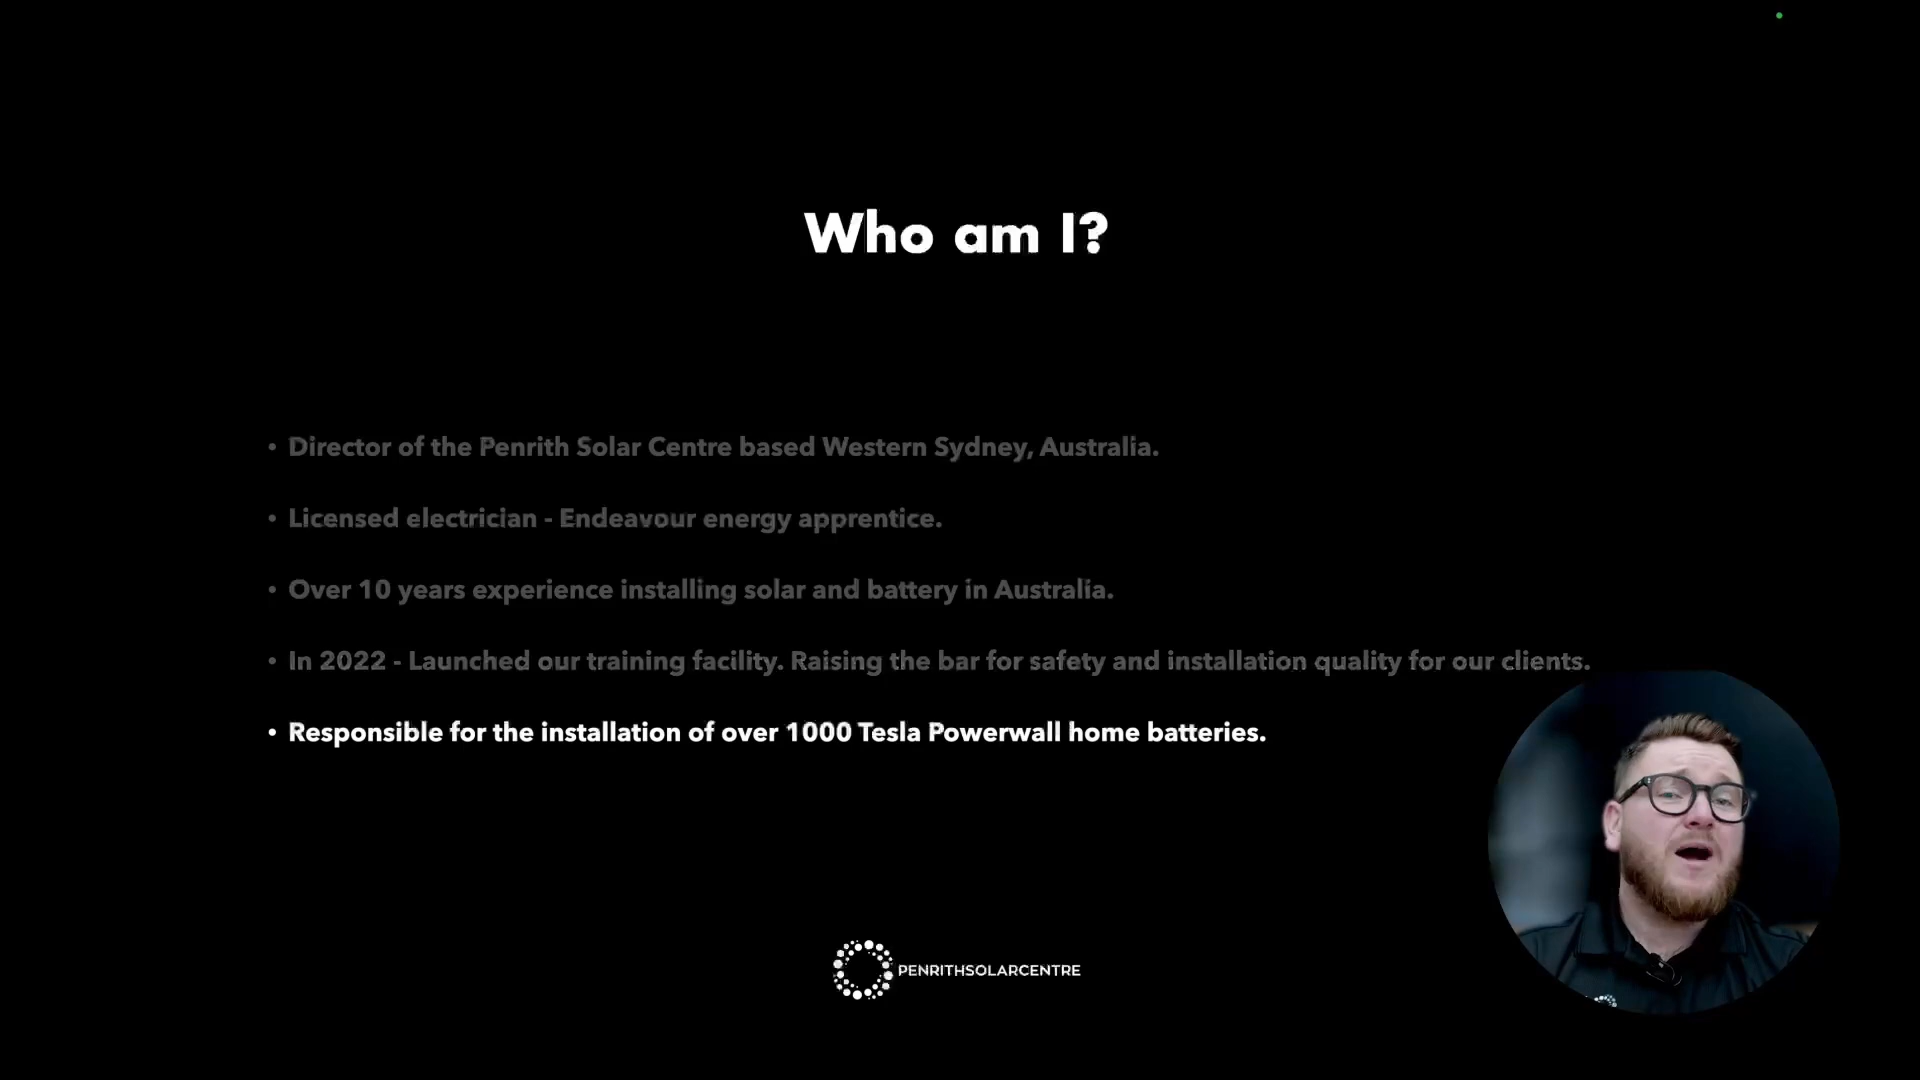 Who am I?
• Director of the Penrith Solar Centre based Western Sydney, Australia.
• Licensed electrician - Endeavour energy apprentice.
• Over 10 years experience installing solar and battery in Australia.
• In 2022 - Launched our training facility. Raising the bar for safety and installation quality for our clients.
• Responsible for the installation of over 1000 Tesla Powerwall home batteries.
PENRITHSOLARCENTRE